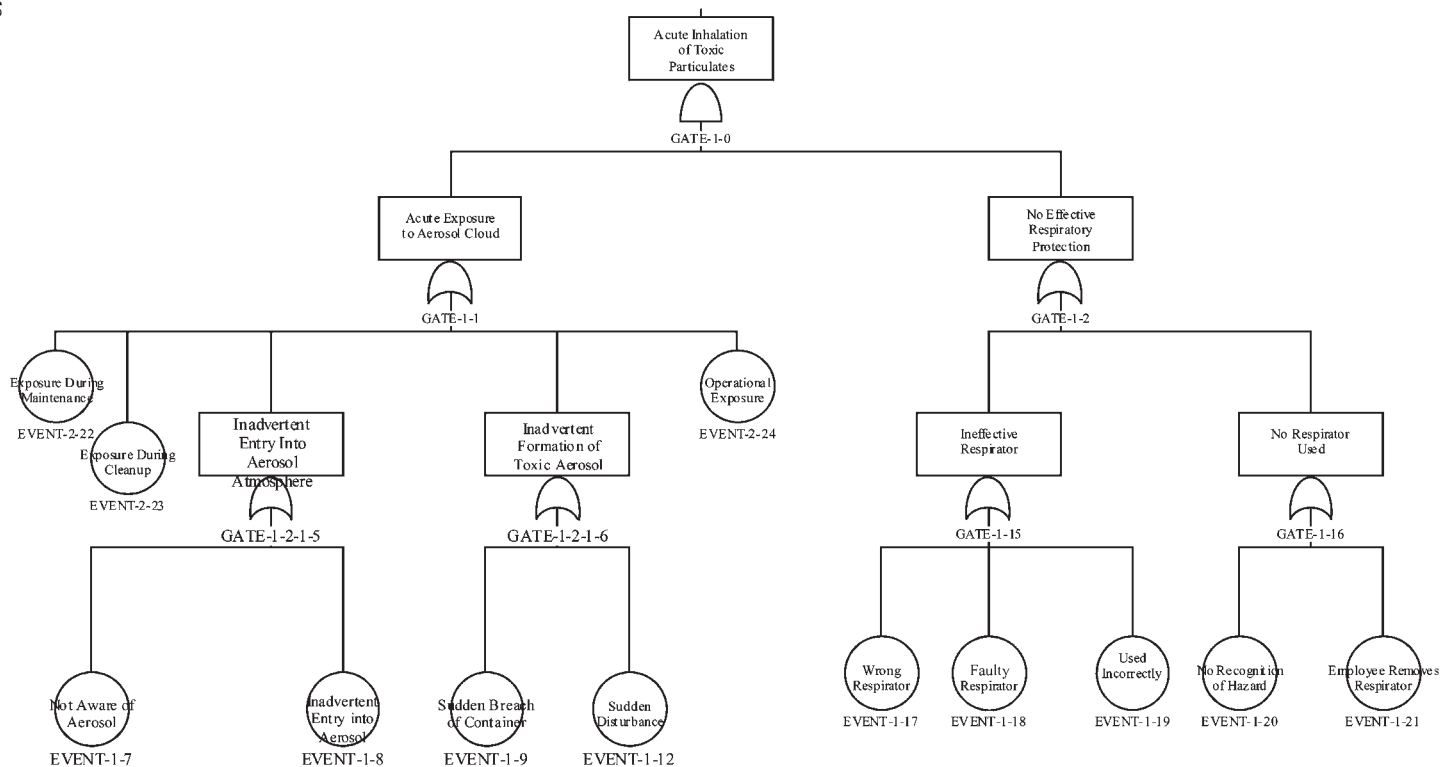 Acute Inhalation
of Toxic
Particulates
GATE-1-0
Acute Exposure
to Aerosol Cloud
GATE-1-1
No Effective
Respiratory
Protection
GATE-1-2
Exposure During
Maintenance
EVENT-2-22
Exposure During
Cleanup
EVENT-2-23
Inadvertent
Entry Into
Aerosol
Atmosphere
GATE-1-2-1-5
Inadvertent
Formation of
Toxic Aerosol
GATE-1-2-1-6
Operational
Exposure
EVENT-2-24
Ineffective
Respirator
GATE-1-15
No Respirator
Used
GATE-1-16
Not Aware of
Aerosol
EVENT-1-7
Inadvertent
Entry into
Aerosol
EVENT-1-8
Sudden Breach
of Container
EVENT-1-9
Sudden
Disturbance
EVENT-1-12
Wrong
Respirator
EVENT-1-17
Faulty
Respirator
EVENT-1-18
Used
Incorrectly
EVENT-1-19
No Recognition
of Hazard
EVENT-1-20
Employee Removes
Respirator
EVENT-1-21